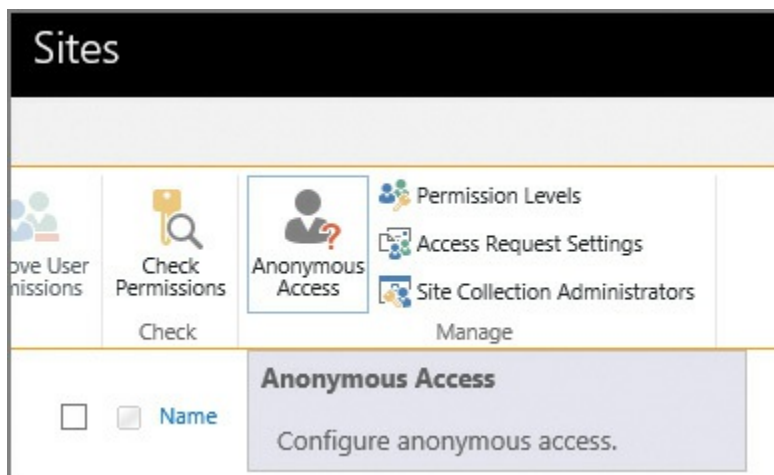 Sites
ove User
nissions
Check
Permissions
Check
Anonymous
Access
Permission Levels
Access Request Settings
Site Collection Administrators
Manage
Name
Anonymous Access
Configure anonymous access.